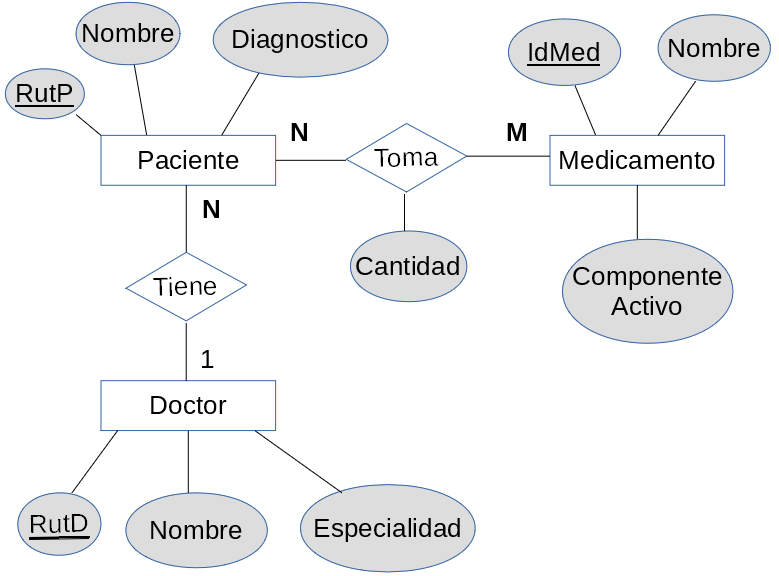 Nombre
Diagnostico
IdMed
Nombre
RutP
N
M
Paciente
Toma
Medicamento
N
Cantidad
Componente
Activo
Tiene
1
Doctor
RutD
Nombre
Especialidad